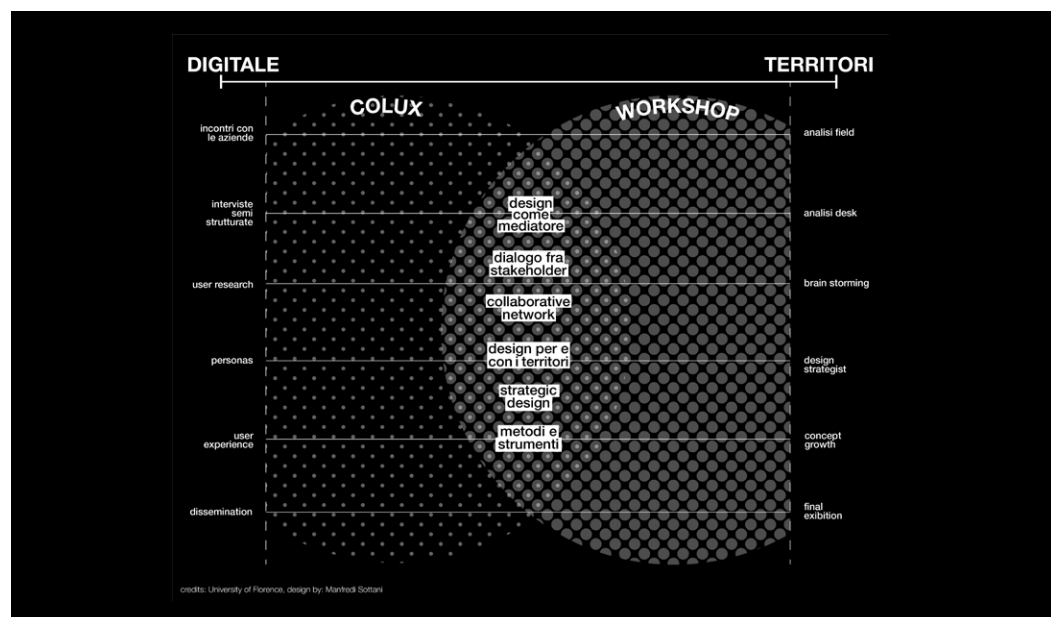 DIGITALE
TERRITORI
COLUX
WORKSHOP
incontri con
le aziende
analisi field
interviste
semi
strutturate
design
come
mediatore
analisi desk
dialogo fra
stakeholder
user research
brain storming
collaborative
network
design per e
con i territori
personas
design
strategist
strategic
design
metodi e
strumenti
user
experience
concept
growth
dissemination
final
exibition
credits: University of Florence, design by: Manfredi Sottani